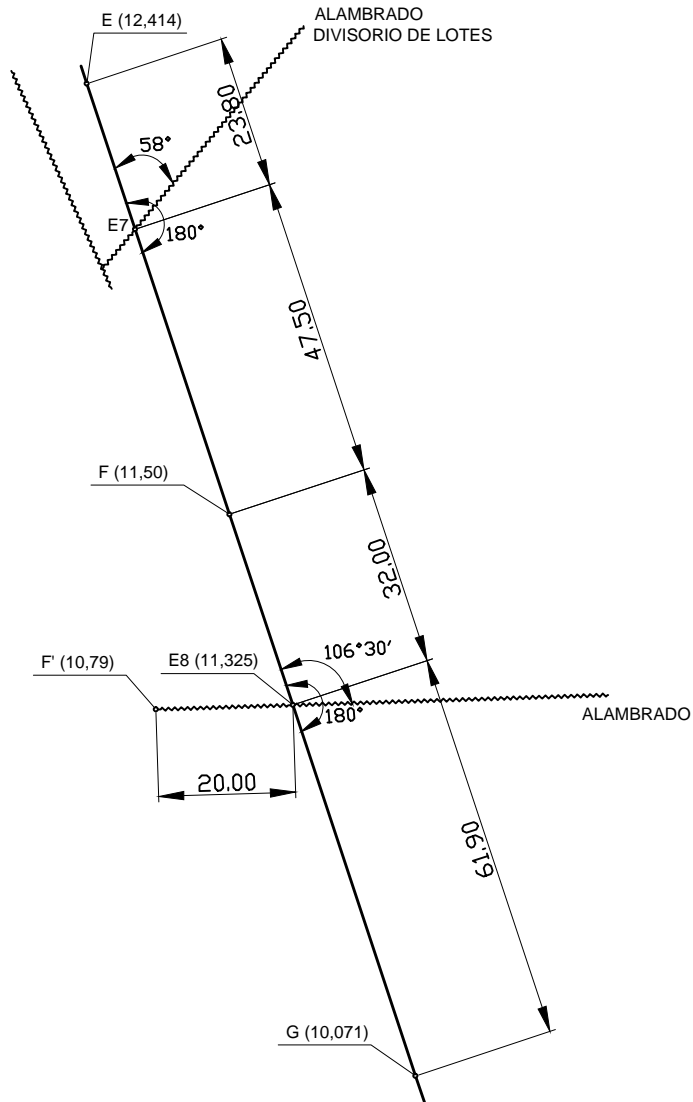 E (12,414)
ALAMBRADO
DIVISORIO DE LOTES
23.80
58°
E7
180°
47.50
F (11,50)
32.00
106°30'
F' (10,79)
E8 (11,325)
180°
ALAMBRADO
20.00
61.90
G (10,071)